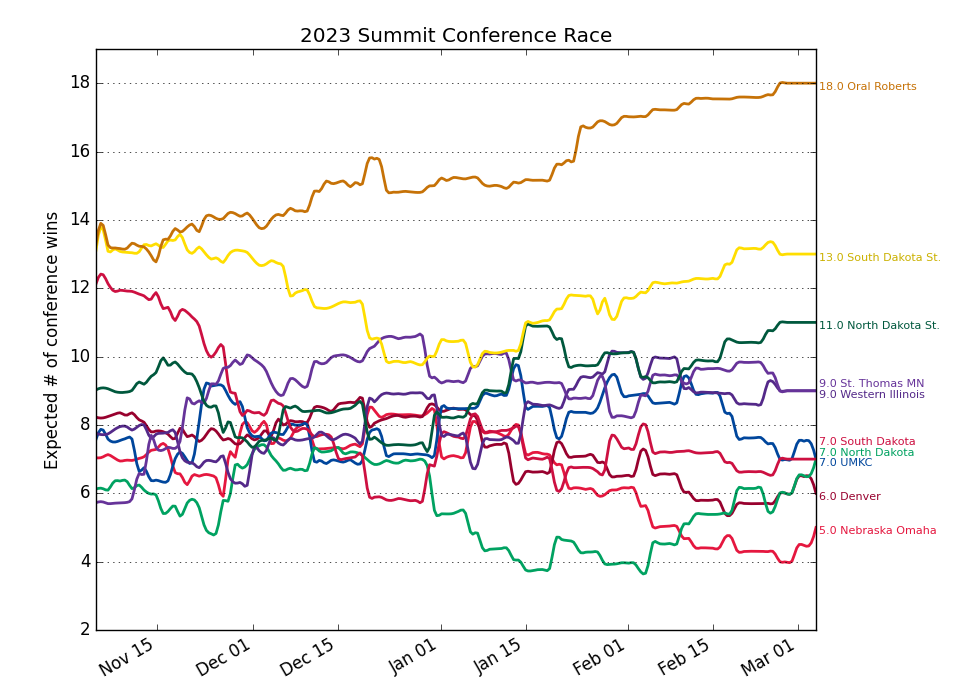 2023 Summit Conference Race
Expected # of conference wins
18
16
14
12
10
8
6
4
2
18.0 Oral Roberts
13.0 South Dakota St.
11.0 North Dakota St.
9.0 St. Thomas MN
9.0 Western Illinois
7.0 South Dakota
7.0 North Dakota
7.0 UMKC
6.0 Denver
5.0 Nebraska Omaha
Nov 15
Dec 01
Dec 15
Jan 01
Jan 15
Feb 01
Feb 15
Mar 01